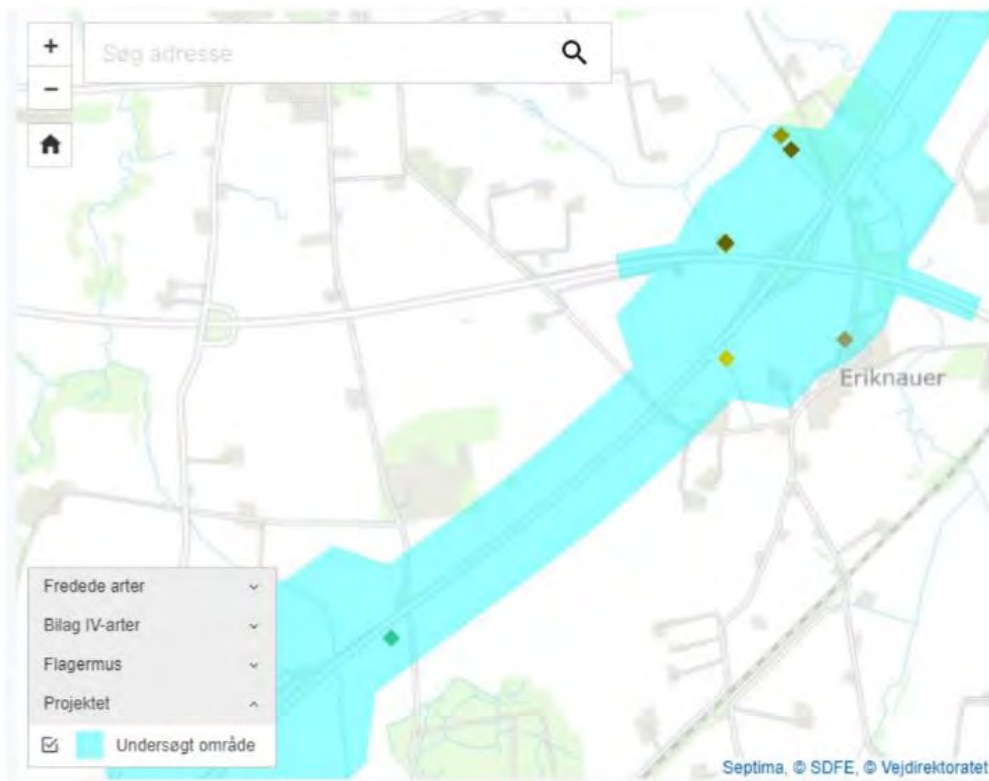 +
Søg adresse
−
Eriknauer
Fredede arter
Bilag IV-arter
Flagermus
Projektet
Undersøgt område
Septima, © SDFE, © Vejdirektoratet